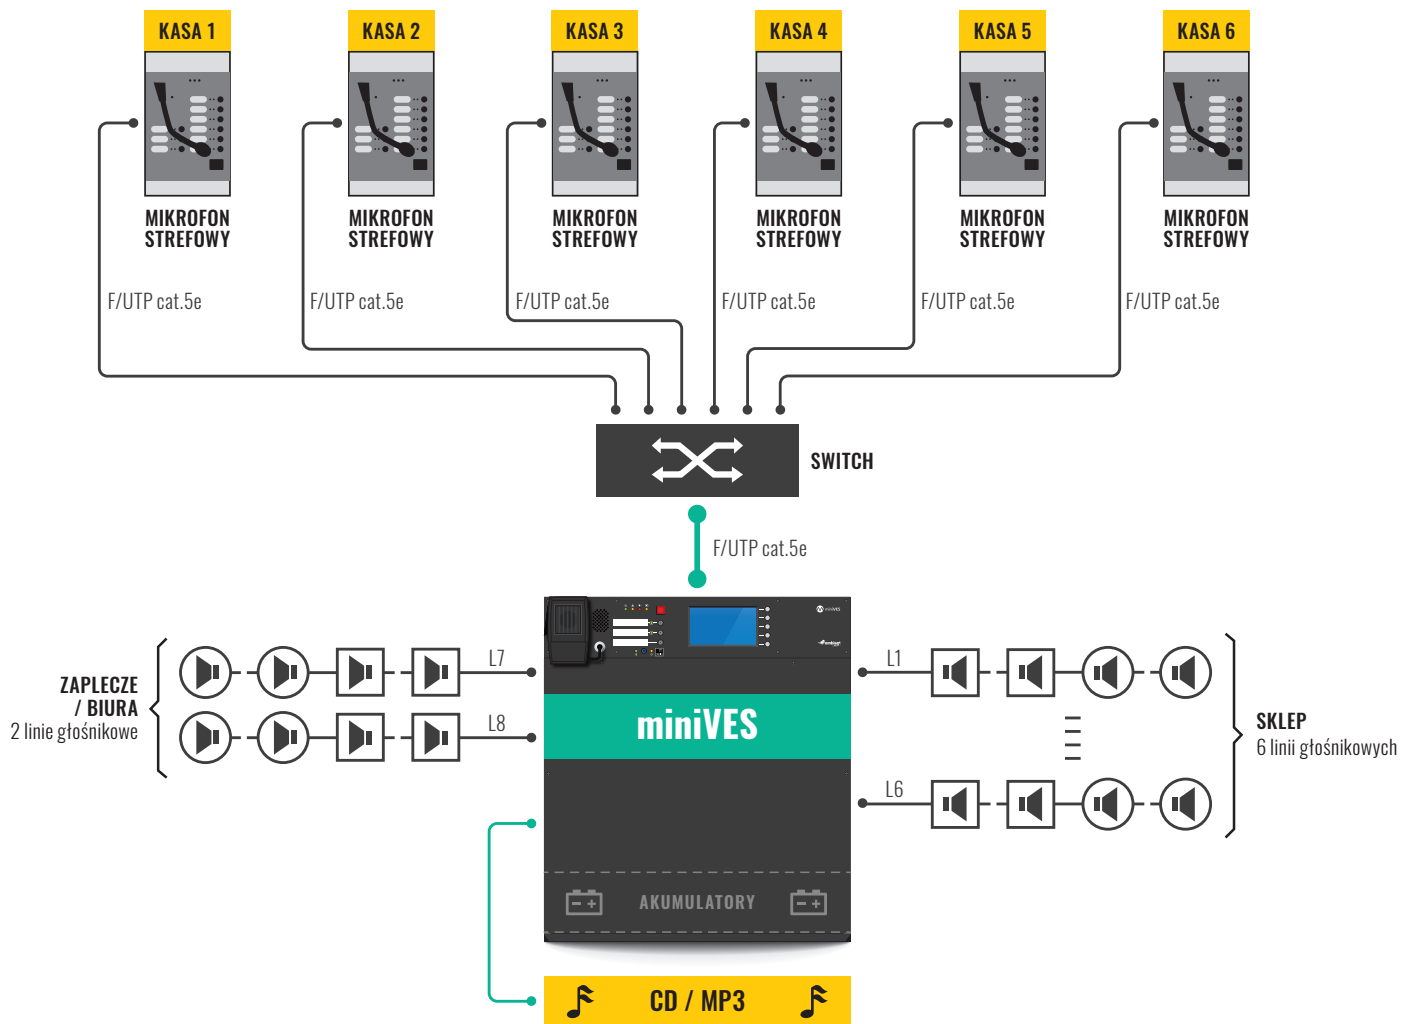 KASA 1
KASA 2
KASA 3
KASA 4
KASA 5
KASA 6
MIKROFON
STREFOWY
MIKROFON
STREFOWY
MIKROFON
STREFOWY
MIKROFON
STREFOWY
MIKROFON
STREFOWY
MIKROFON
STREFOWY
F/UTP cat.5e
F/UTP cat.5e
F/UTP cat.5e
F/UTP cat.5e
F/UTP cat.5e
F/UTP cat.5e
SWITCH
F/UTP cat.5e
miniVES
ZAPLECZE
/ BIURA
2 linie głośnikowe
L7
L8
miniVES
L1
L6
SKLEP
6 linii głośnikowych
AKUMULATORY
CD / MP3